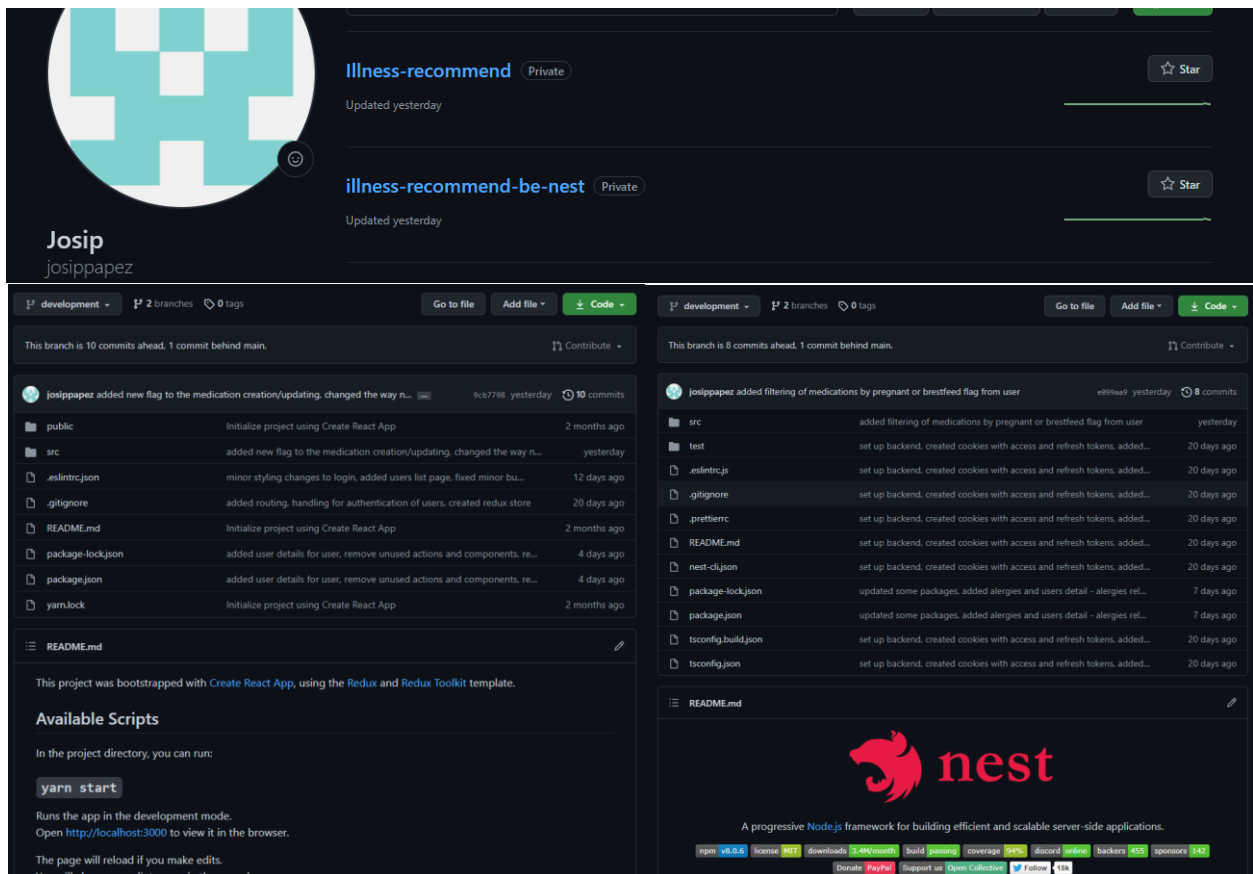 Illness-recommend Private
Star
Updated yesterday
illness-recommend-be-nest Private
Star
Updated yesterday
Josip
josippapez
development 2 branches 0 tags Go to file Add file Code
This branch is 10 commits ahead, 1 commit behind main. Contribute
josippapez added new flag to the medication creation/updating, changed the way n... 9cb7798 yesterday 10 commits
public Initialize project using Create React App 2 months ago
src added new flag to the medication creation/updating, changed the way n... yesterday
.eslintrc.json minor styling changes to login, added users list page, fixed minor bu... 12 days ago
.gitignore added routing, handling for authentication of users, created redux store 20 days ago
README.md Initialize project using Create React App 2 months ago
package-lock.json added user details for user, remove unused actions and components, re... 4 days ago
package.json added user details for user, remove unused actions and components, re... 4 days ago
yarn.lock Initialize project using Create React App 2 months ago
README.md
This project was bootstrapped with Create React App, using the Redux and Redux Toolkit template.
Available Scripts
In the project directory, you can run:
yarn start
Runs the app in the development mode.
Open http://localhost:3000 to view it in the browser.
The page will reload if you make edits.
development 2 branches 0 tags Go to file Add file Code
This branch is 8 commits ahead, 1 commit behind main. Contribute
josippapez added filtering of medications by pregnant or brestfeed flag from user e099aa9 yesterday 8 commits
src added filtering of medications by pregnant or brestfeed flag from user yesterday
test set up backend, created cookies with access and refresh tokens, added... 20 days ago
.eslintrc.js set up backend, created cookies with access and refresh tokens, added... 20 days ago
.gitignore set up backend, created cookies with access and refresh tokens, added... 20 days ago
.prettierrc set up backend, created cookies with access and refresh tokens, added... 20 days ago
README.md set up backend, created cookies with access and refresh tokens, added... 20 days ago
nest-cli.json set up backend, created cookies with access and refresh tokens, added... 20 days ago
package-lock.json updated some packages, added alergies and users detail - alergies rel... 7 days ago
package.json updated some packages, added alergies and users detail - alergies rel... 7 days ago
tsconfig.build.json set up backend, created cookies with access and refresh tokens, added... 20 days ago
tsconfig.json set up backend, created cookies with access and refresh tokens, added... 20 days ago
README.md
nest
A progressive Node.js framework for building efficient and scalable server-side applications.
npm v8.0.6 license MIT downloads 3.4M/month build passing coverage 94% discord online backers 455 sponsors 142
Donate PayPal Support us Open Collective Follow 18k